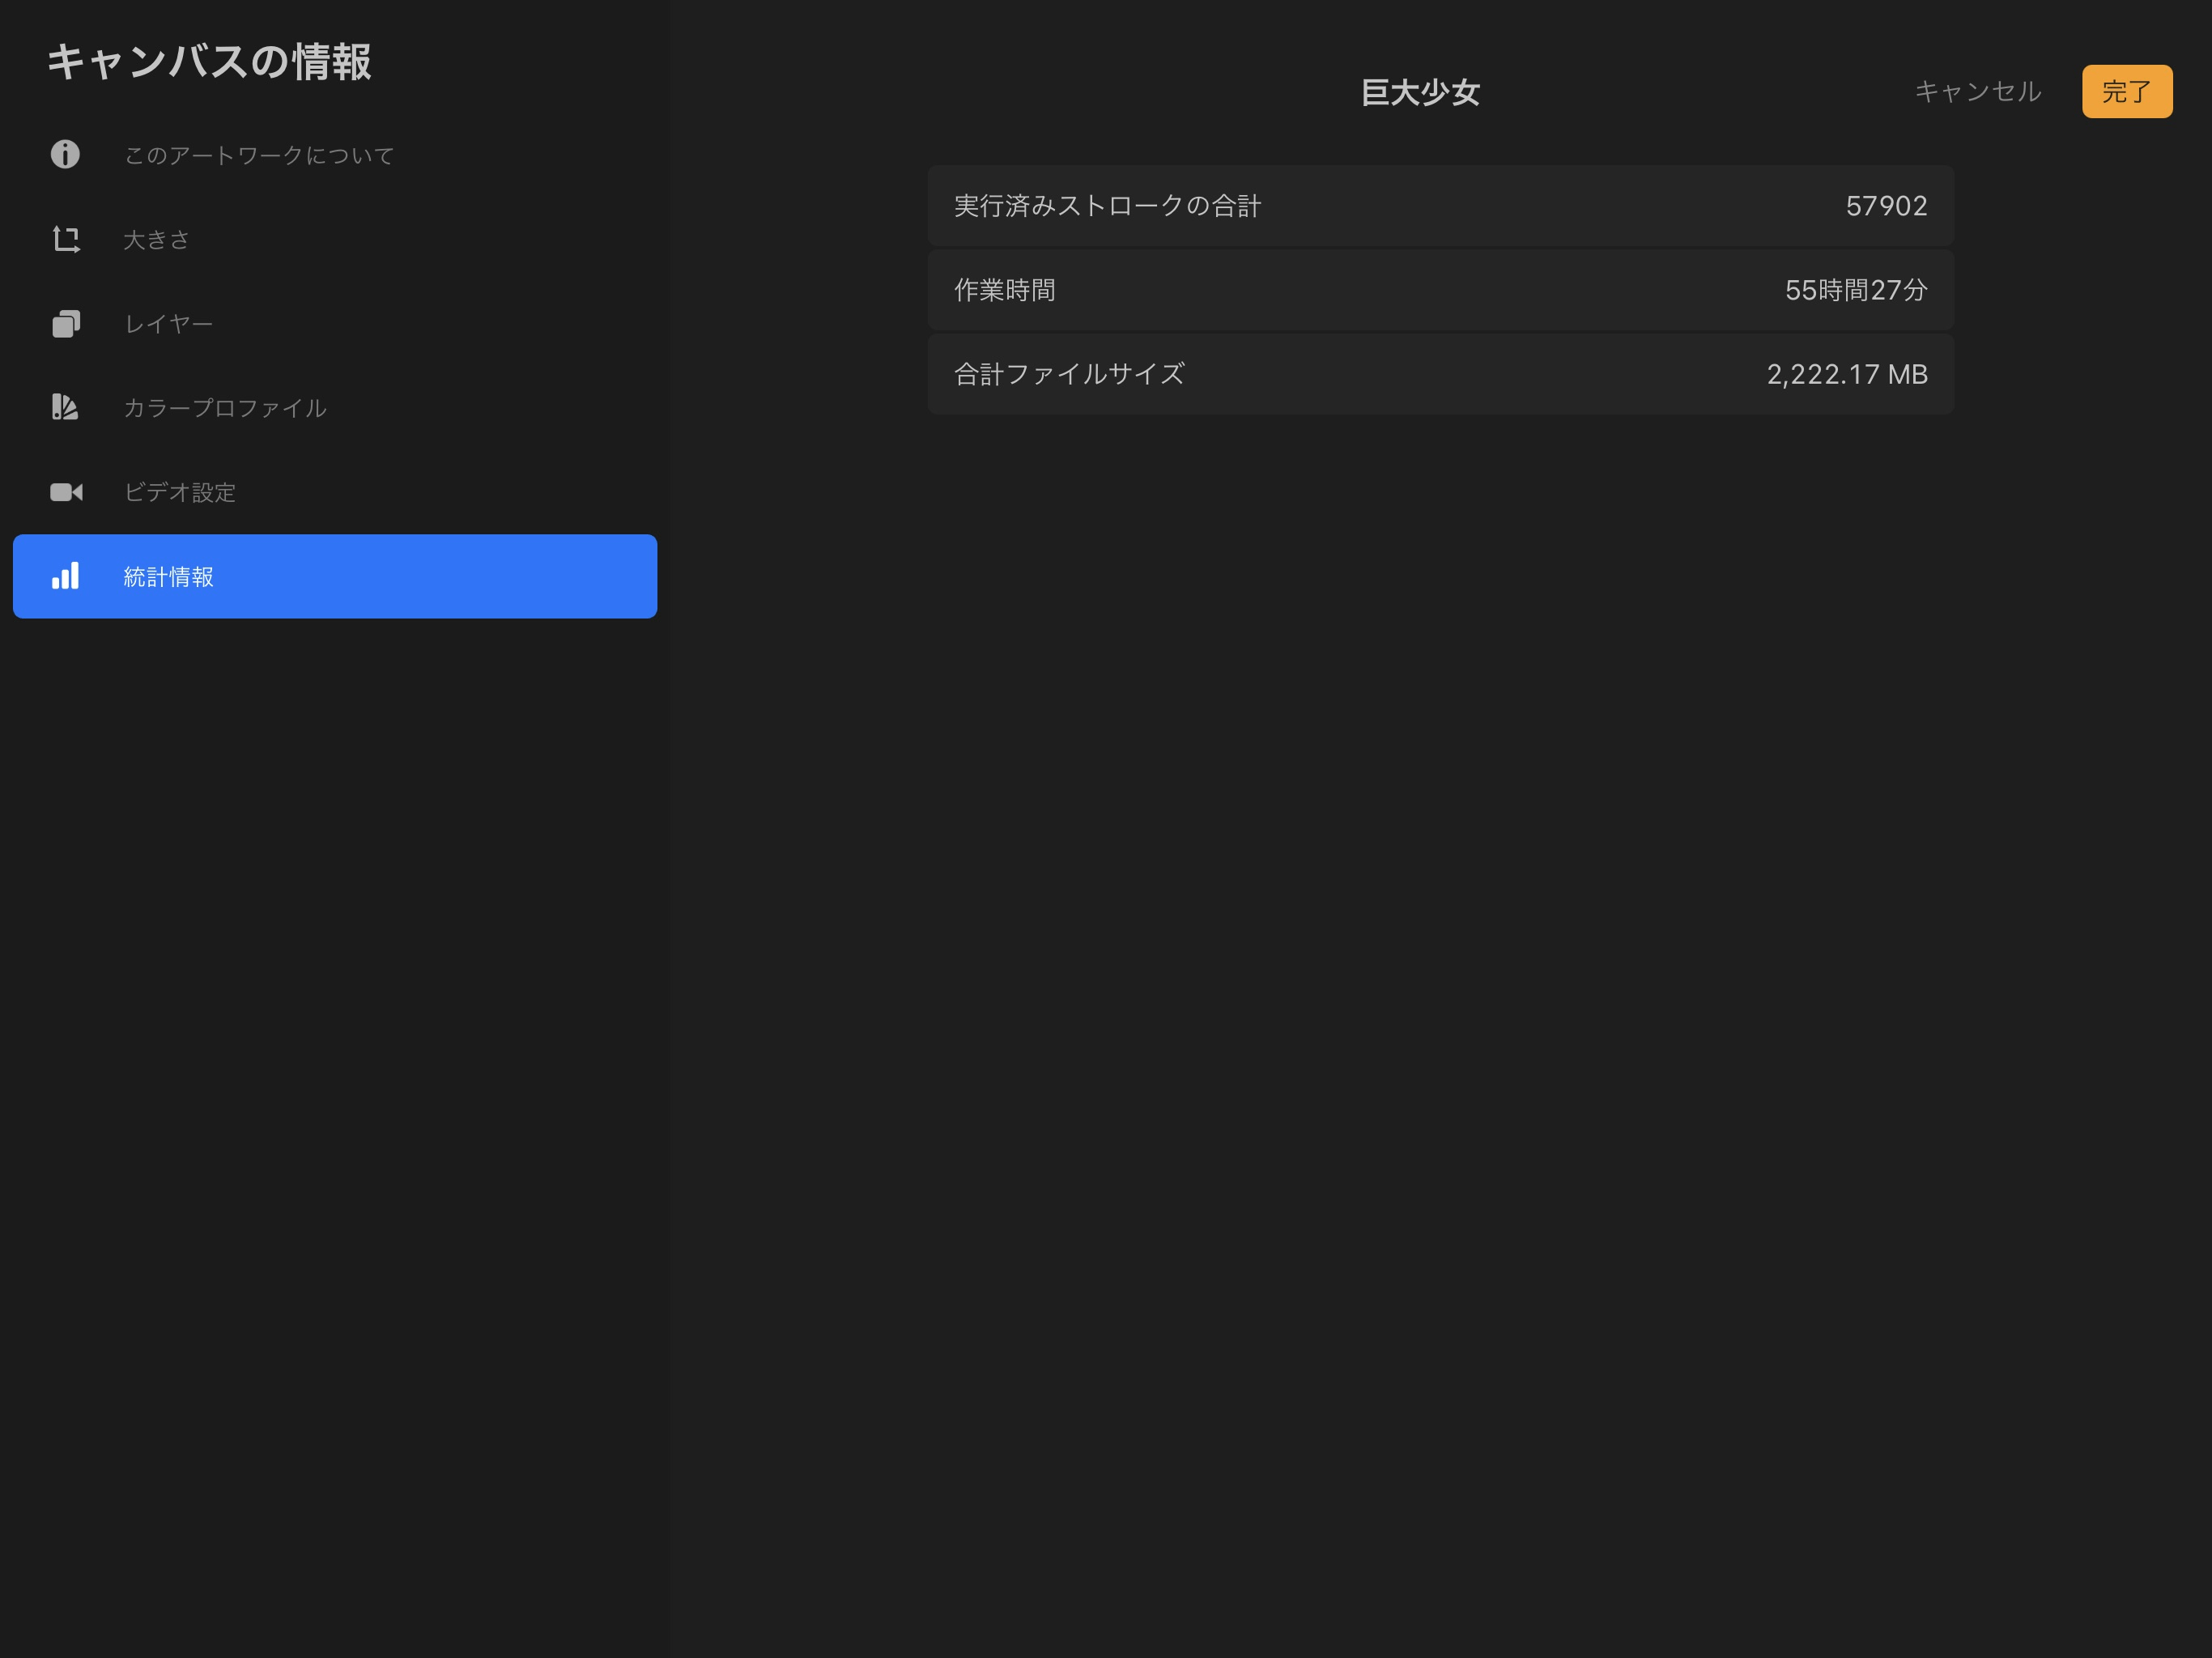 キャンバスの情報
このアートワークについて
大きさ
レイヤー
カラープロファイル
ビデオ設定
統計情報
巨大少女
キャンセル
完了
実行済みストロークの合計 57902
作業時間 55時間27分
合計ファイルサイズ 2,222.17 MB